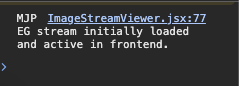 MJP ImageStreamViewer.jsx:77
EG stream initially loaded
and active in frontend.
>